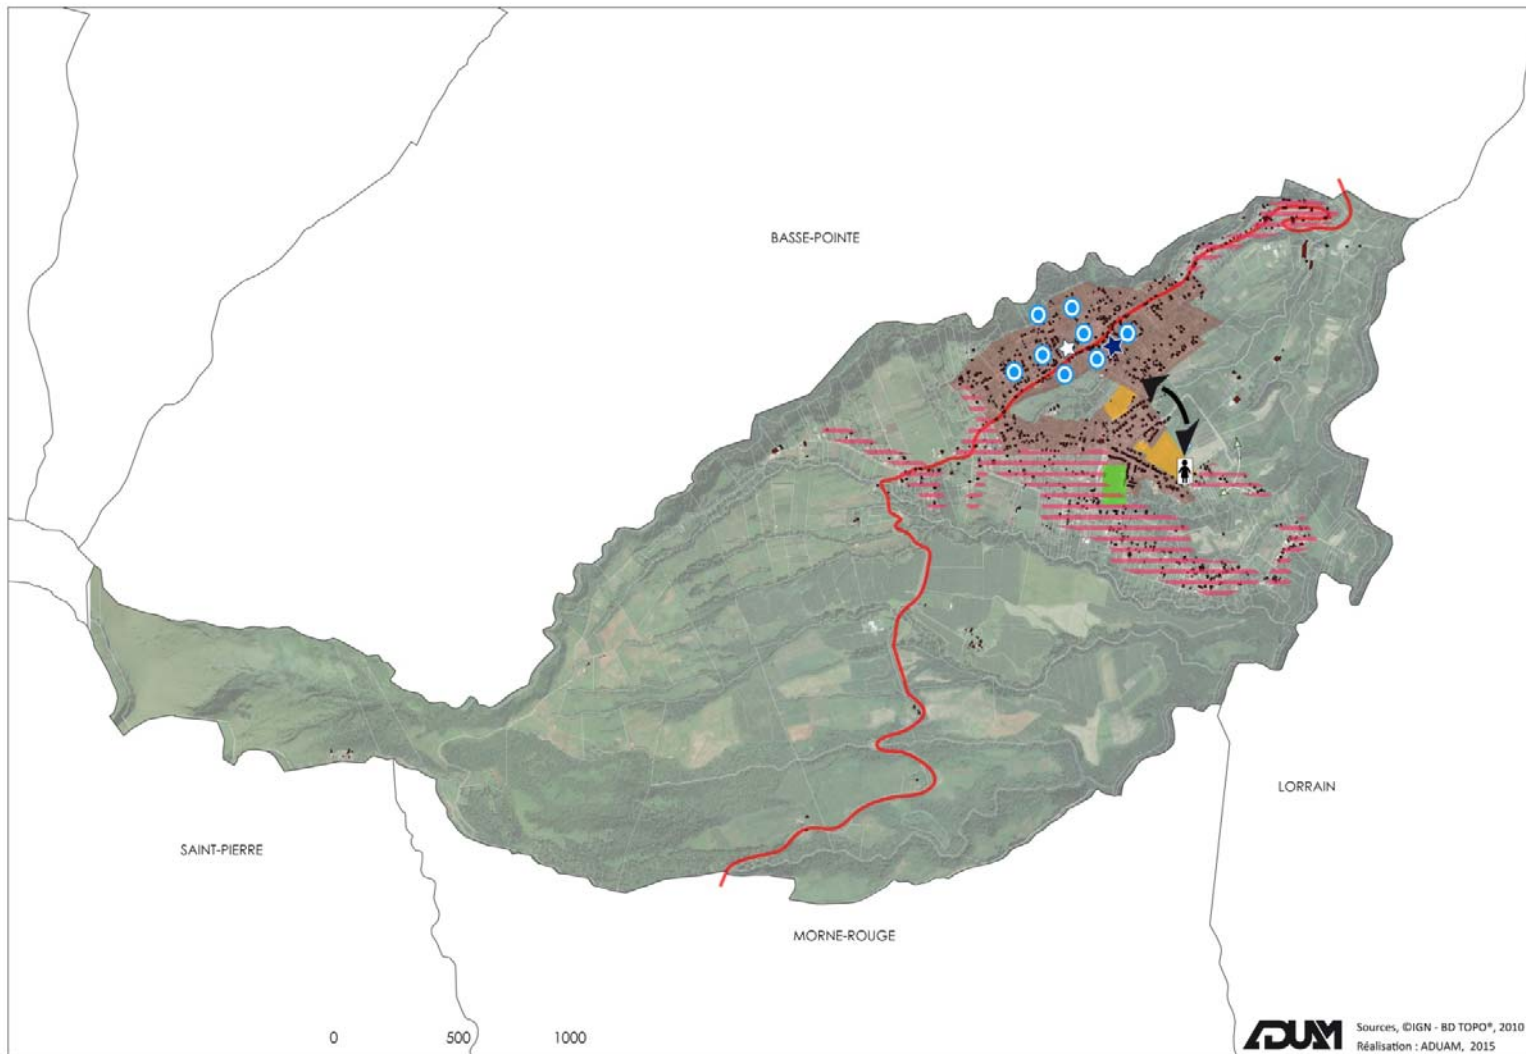 BASSE-POINTE
LORRAIN
SAINT-PIERRE
MORNE-ROUGE
0 500 1000
ADUAM
Sources, ©IGN - BD TOPO®, 2010
Réalisation : ADUAM, 2015